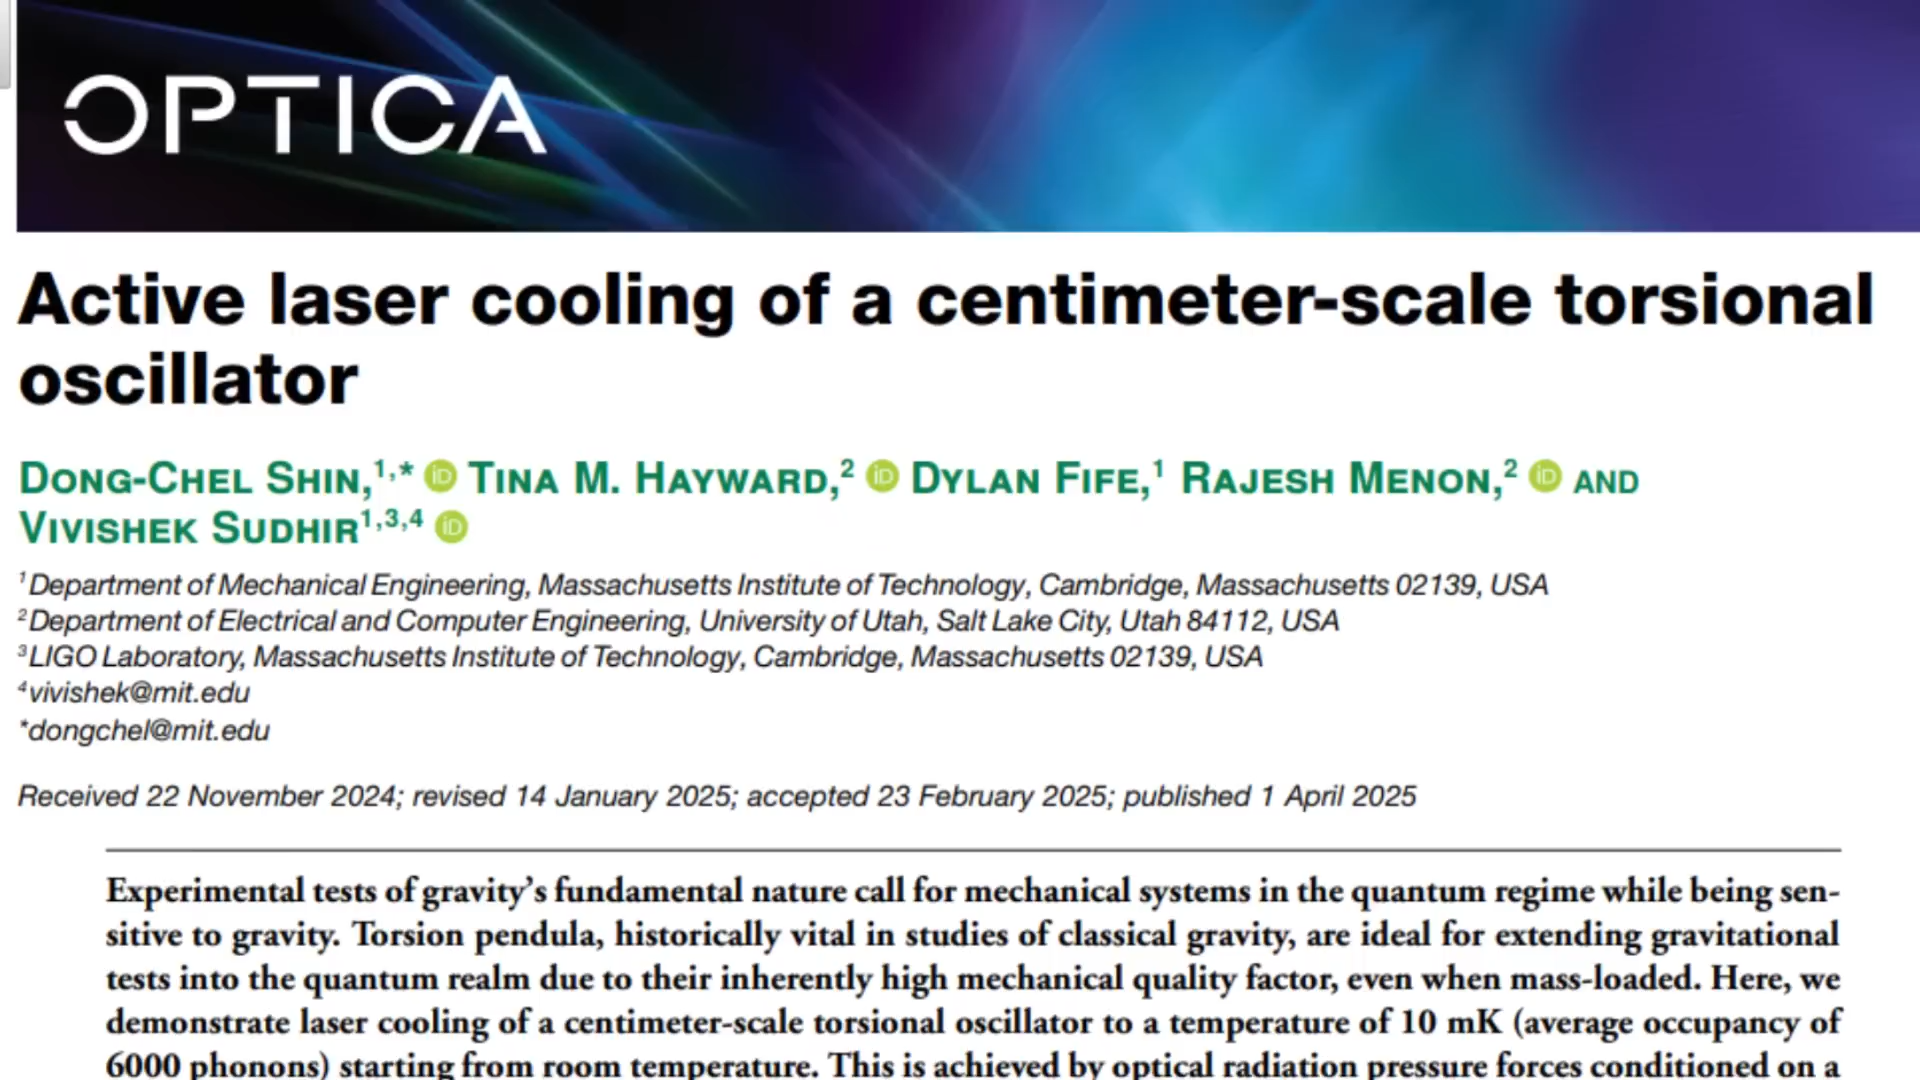 OPTICA
Active laser cooling of a centimeter-scale torsional
oscillator
DONG-CHEL SHIN,1,* iD TINA M. HAYWARD,2 iD DYLAN FIFE,1 RAJESH MENON,2 iD AND
VIVISHEK SUDHIR1,3,4 iD
1Department of Mechanical Engineering, Massachusetts Institute of Technology, Cambridge, Massachusetts 02139, USA
2Department of Electrical and Computer Engineering, University of Utah, Salt Lake City, Utah 84112, USA
3LIGO Laboratory, Massachusetts Institute of Technology, Cambridge, Massachusetts 02139, USA
4vivishek@mit.edu
*dongchel@mit.edu
Received 22 November 2024; revised 14 January 2025; accepted 23 February 2025; published 1 April 2025
Experimental tests of gravity's fundamental nature call for mechanical systems in the quantum regime while being sen-
sitive to gravity. Torsion pendula, historically vital in studies of classical gravity, are ideal for extending gravitational
tests into the quantum realm due to their inherently high mechanical quality factor, even when mass-loaded. Here, we
demonstrate laser cooling of a centimeter-scale torsional oscillator to a temperature of 10 mK (average occupancy of
6000 phonons) starting from room temperature. This is achieved by optical radiation pressure forces conditioned on a